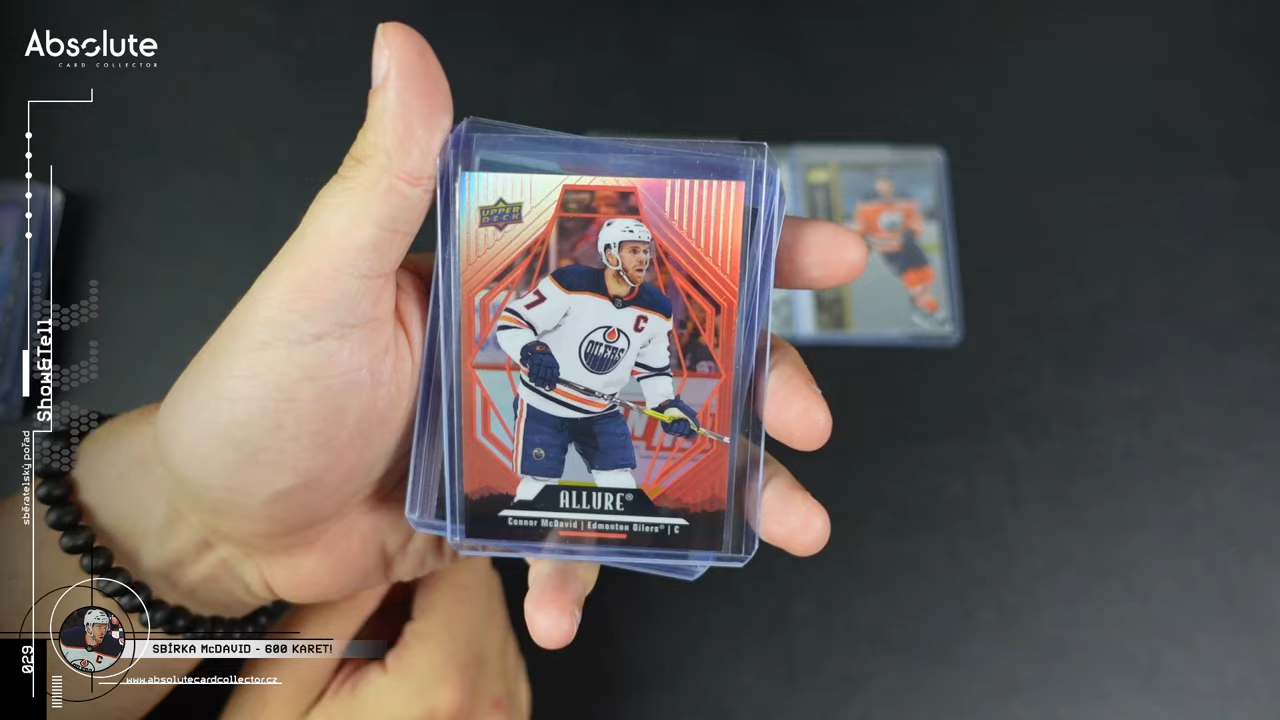 Absolute
CARD COLLECTOR
UPPER
DECK
97
C
OILERS
ALLURE®
Connor McDavid | Edmonton Oilers® | C
Show&Tell
sběratelský pořad
029
SBÍRKA McDAVID - 600 KARET!
www.absolutecardcollector.cz